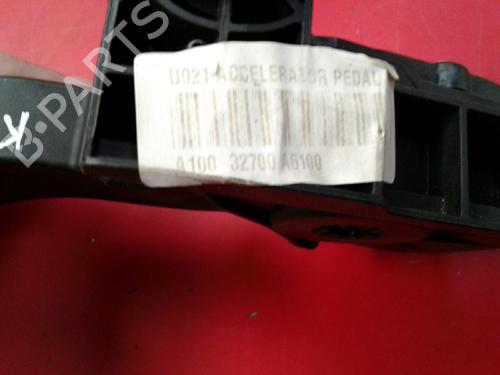 U021 ACCELERATOR PEDAL
A100 32700 A6100
B-PARTS